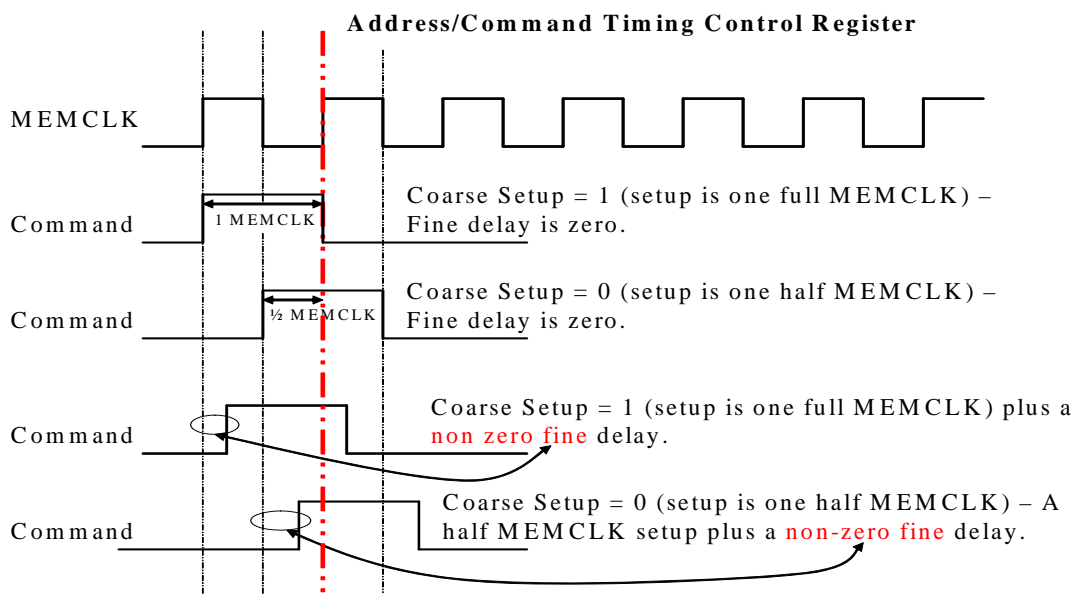 Address/Command Timing Control Register
MEMCLK
Command
1 MEMCLK
Coarse Setup = 1 (setup is one full MEMCLK) –
Fine delay is zero.
Command
½ MEMCLK
Coarse Setup = 0 (setup is one half MEMCLK) –
Fine delay is zero.
Command
Coarse Setup = 1 (setup is one full MEMCLK) plus a
non zero fine delay.
Command
Coarse Setup = 0 (setup is one half MEMCLK) – A
half MEMCLK setup plus a non-zero fine delay.